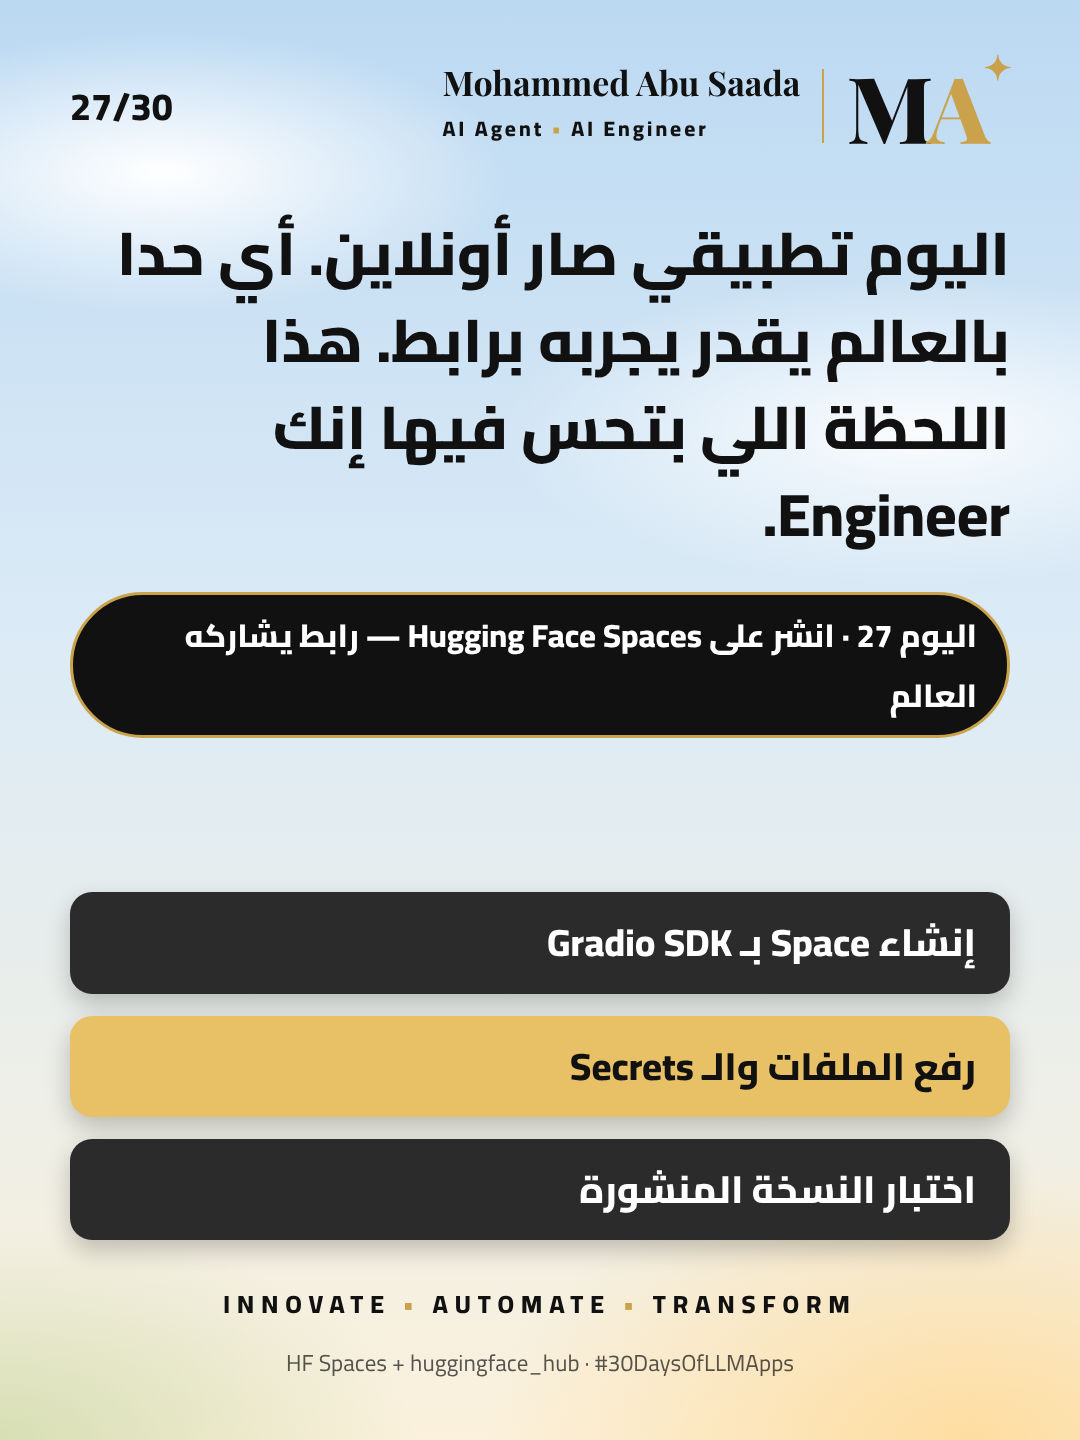 27/30
Mohammed Abu Saada
AI Agent ▪ AI Engineer
MA
اليوم تطبيقي صار أونلاين. أي حدا
بالعالم يقدر يجربه برابط. هذا
اللحظة اللي بتحس فيها إنك
Engineer.
اليوم 27 · انشر على Hugging Face Spaces — رابط يشاركه
العالم
إنشاء Space بـ Gradio SDK
رفع الملفات والـ Secrets
اختبار النسخة المنشورة
INNOVATE ▪ AUTOMATE ▪ TRANSFORM
HF Spaces + huggingface_hub · #30DaysOfLLMApps